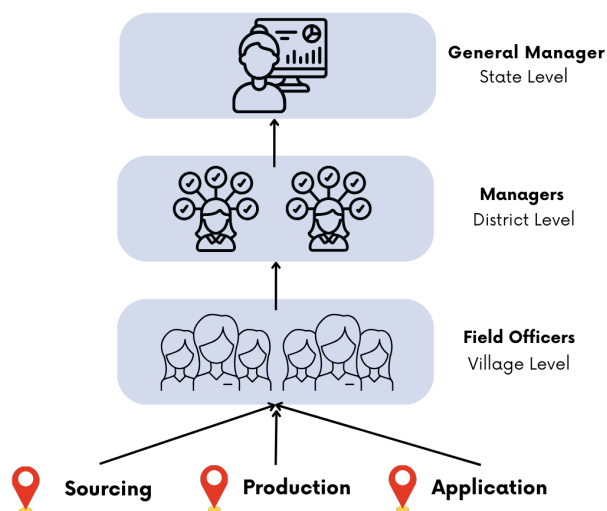 General Manager
State Level
Managers
District Level
Field Officers
Village Level
Sourcing
Production
Application